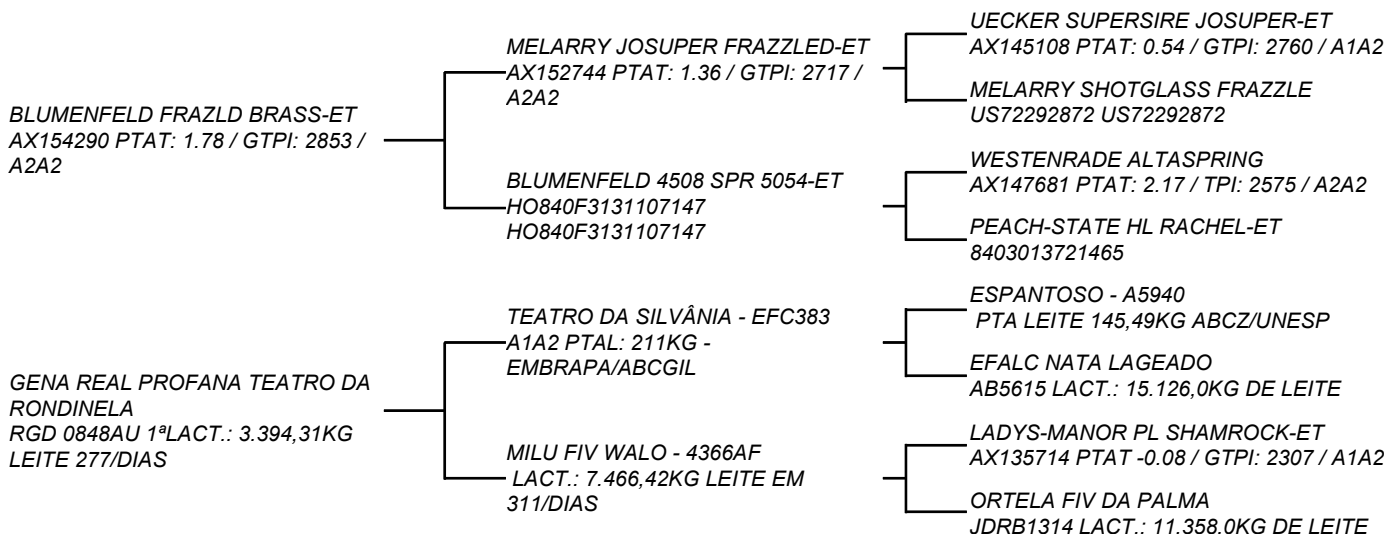 BLUMENFELD FRAZLD BRASS-ET
AX154290 PTAT: 1.78 / GTPI: 2853 /
A2A2
GENA REAL PROFANA TEATRO DA
RONDINELA
RGD 0848AU 1ªLACT.: 3.394,31KG
LEITE 277/DIAS
MELARRY JOSUPER FRAZZLED-ET
AX152744 PTAT: 1.36 / GTPI: 2717 /
A2A2
BLUMENFELD 4508 SPR 5054-ET
HO840F3131107147
HO840F3131107147
TEATRO DA SILVÂNIA - EFC383
A1A2 PTAL: 211KG -
EMBRAPA/ABCGIL
MILU FIV WALO - 4366AF
LACT.: 7.466,42KG LEITE EM
311/DIAS
UECKER SUPERSIRE JOSUPER-ET
AX145108 PTAT: 0.54 / GTPI: 2760 / A1A2
MELARRY SHOTGLASS FRAZZLE
US72292872 US72292872
WESTENRADE ALTASPRING
AX147681 PTAT: 2.17 / TPI: 2575 / A2A2
PEACH-STATE HL RACHEL-ET
8403013721465
ESPANTOSO - A5940
PTA LEITE 145,49KG ABCZ/UNESP
EFALC NATA LAGEADO
AB5615 LACT.: 15.126,0KG DE LEITE
LADYS-MANOR PL SHAMROCK-ET
AX135714 PTAT -0.08 / GTPI: 2307 / A1A2
ORTELA FIV DA PALMA
JDRB1314 LACT.: 11.358,0KG DE LEITE